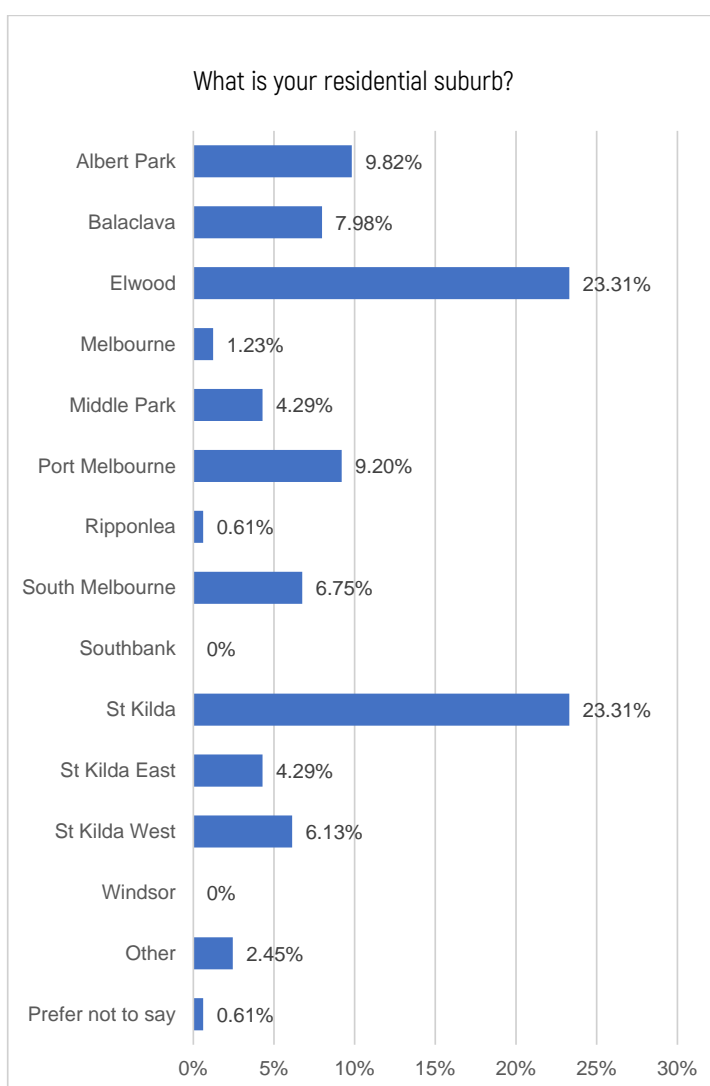 What is your residential suburb?
Albert Park 9.82%
Balaclava 7.98%
Elwood 23.31%
Melbourne 1.23%
Middle Park 4.29%
Port Melbourne 9.20%
Ripponlea 0.61%
South Melbourne 6.75%
Southbank 0%
St Kilda 23.31%
St Kilda East 4.29%
St Kilda West 6.13%
Windsor 0%
Other 2.45%
Prefer not to say 0.61%
0% 5% 10% 15% 20% 25% 30%